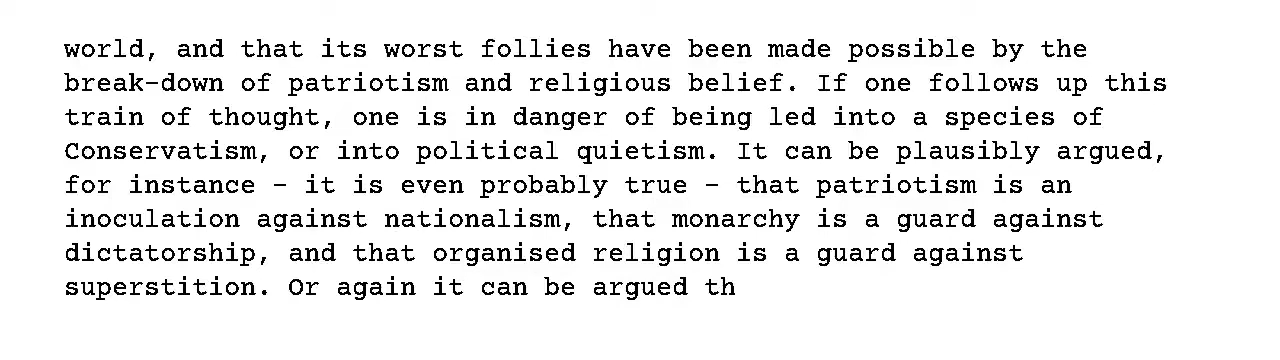 world, and that its worst follies have been made possible by the
break-down of patriotism and religious belief. If one follows up this
train of thought, one is in danger of being led into a species of
Conservatism, or into political quietism. It can be plausibly argued,
for instance – it is even probably true – that patriotism is an
inoculation against nationalism, that monarchy is a guard against
dictatorship, and that organised religion is a guard against
superstition. Or again it can be argued th